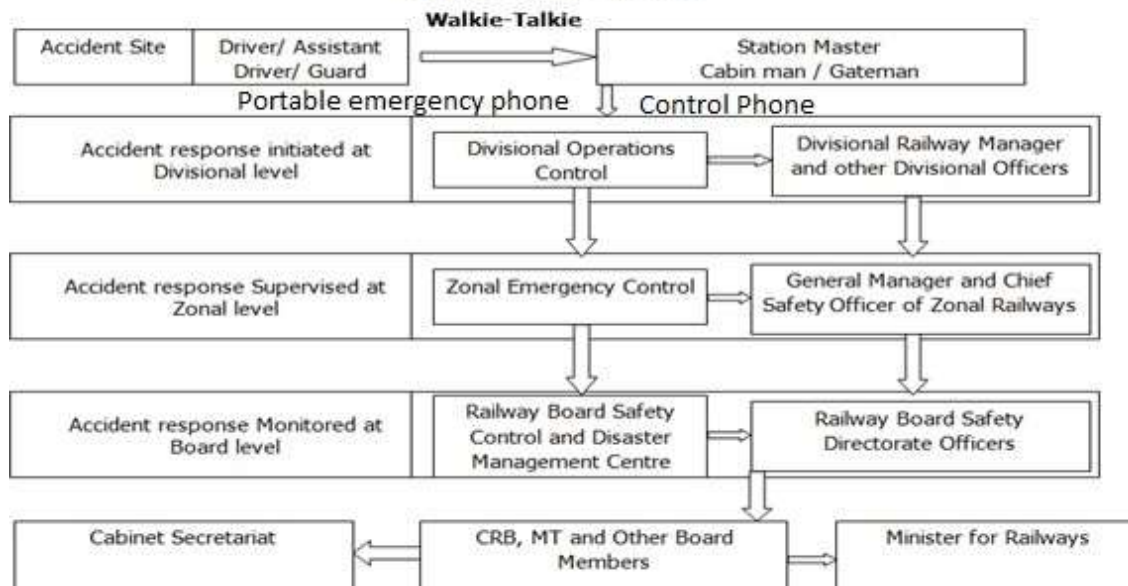 Walkie-Talkie
Accident Site
Driver/ Assistant
Driver/ Guard
Station Master
Cabin man / Gateman
Portable emergency phone
Control Phone
Accident response initiated at
Divisional level
Divisional Operations
Control
Divisional Railway Manager
and other Divisional Officers
Accident response Supervised at
Zonal level
Zonal Emergency Control
General Manager and Chief
Safety Officer of Zonal Railways
Accident response Monitored at
Board level
Railway Board Safety
Control and Disaster
Management Centre
Railway Board Safety
Directorate Officers
Cabinet Secretariat
CRB, MT and Other Board
Members
Minister for Railways